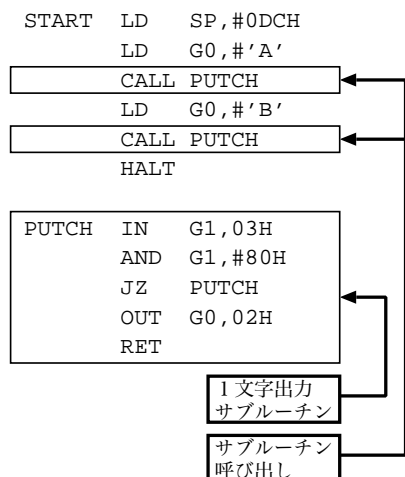 START LD SP,#0DCH
LD G0,#'A'
CALL PUTCH
LD G0,#'B'
CALL PUTCH
HALT
PUTCH IN G1,03H
AND G1,#80H
JZ PUTCH
OUT G0,02H
RET
1文字出力
サブルーチン
サブルーチン
呼び出し